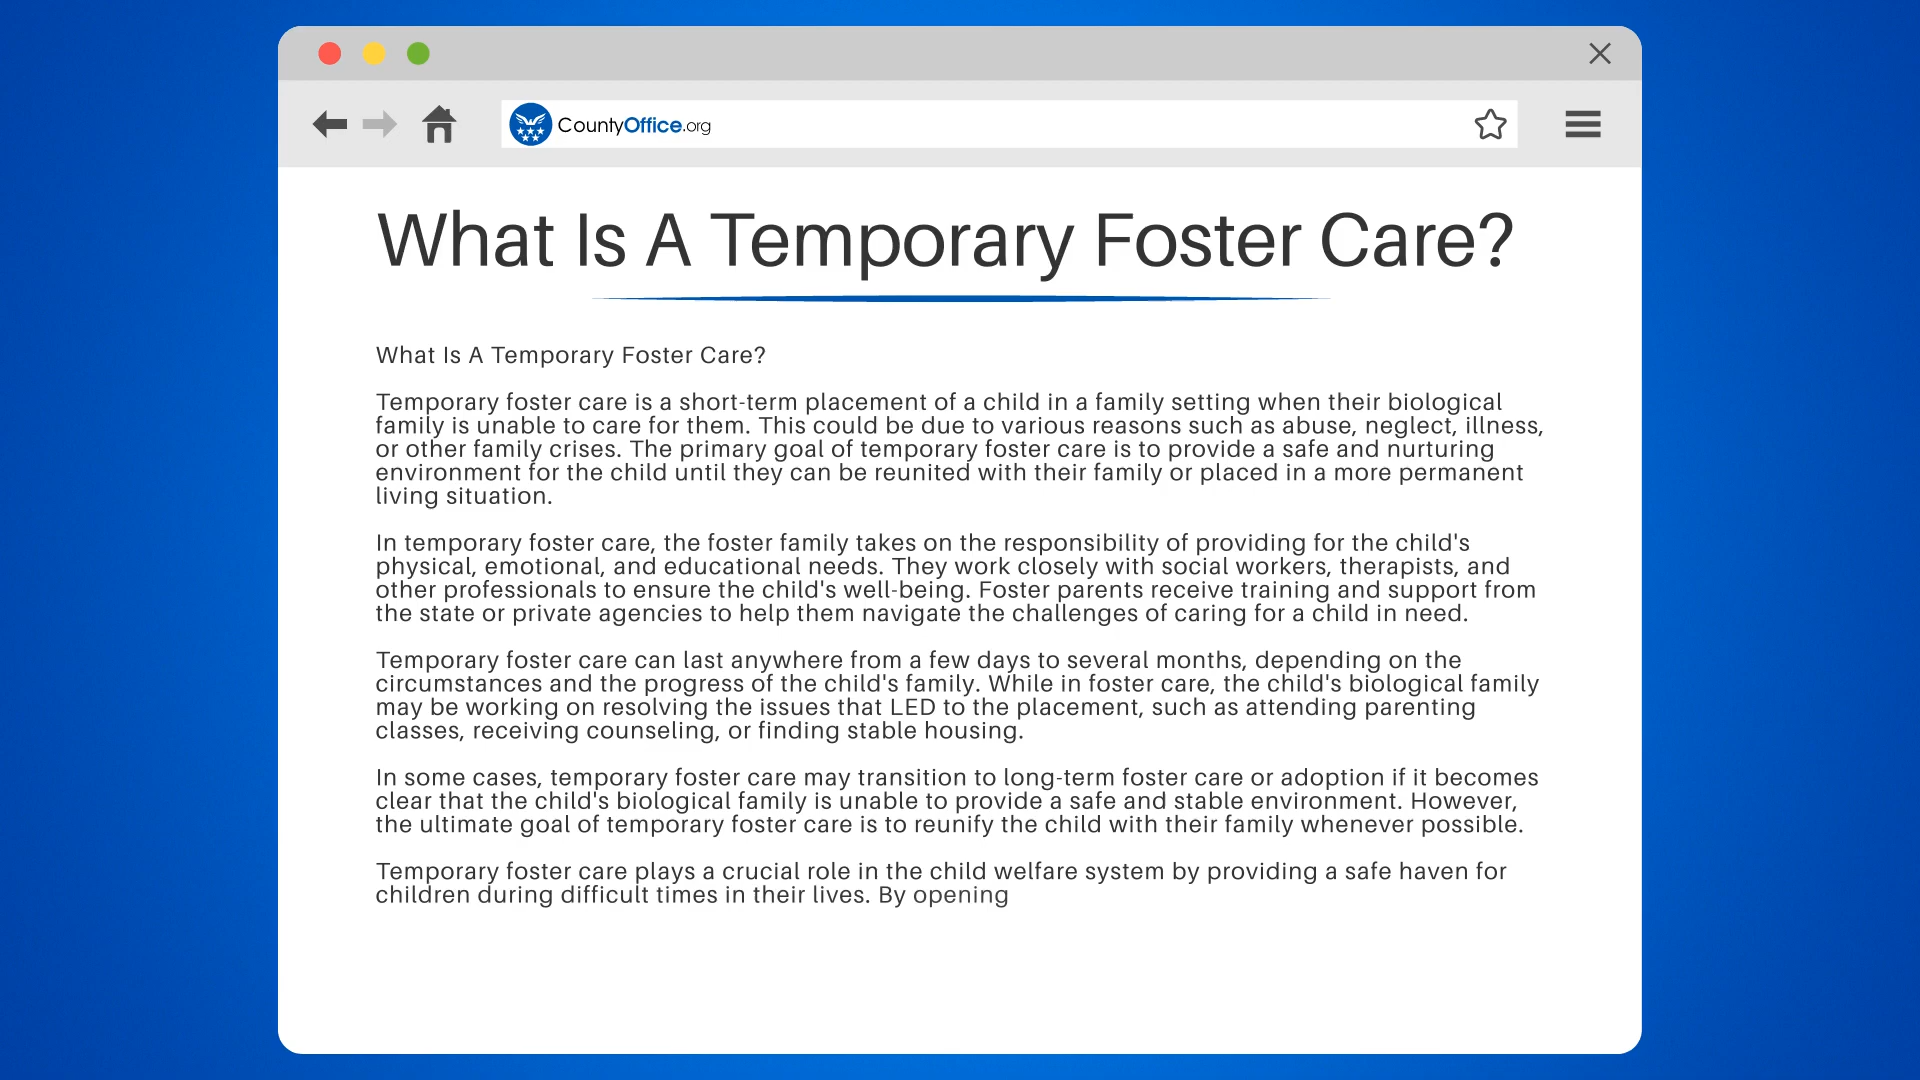 CountyOffice.org
What Is A Temporary Foster Care?
What Is A Temporary Foster Care?
Temporary foster care is a short-term placement of a child in a family setting when their biological
family is unable to care for them. This could be due to various reasons such as abuse, neglect, illness,
or other family crises. The primary goal of temporary foster care is to provide a safe and nurturing
environment for the child until they can be reunited with their family or placed in a more permanent
living situation.
In temporary foster care, the foster family takes on the responsibility of providing for the child's
physical, emotional, and educational needs. They work closely with social workers, therapists, and
other professionals to ensure the child's well-being. Foster parents receive training and support from
the state or private agencies to help them navigate the challenges of caring for a child in need.
Temporary foster care can last anywhere from a few days to several months, depending on the
circumstances and the progress of the child's family. While in foster care, the child's biological family
may be working on resolving the issues that LED to the placement, such as attending parenting
classes, receiving counseling, or finding stable housing.
In some cases, temporary foster care may transition to long-term foster care or adoption if it becomes
clear that the child's biological family is unable to provide a safe and stable environment. However,
the ultimate goal of temporary foster care is to reunify the child with their family whenever possible.
Temporary foster care plays a crucial role in the child welfare system by providing a safe haven for
children during difficult times in their lives. By opening